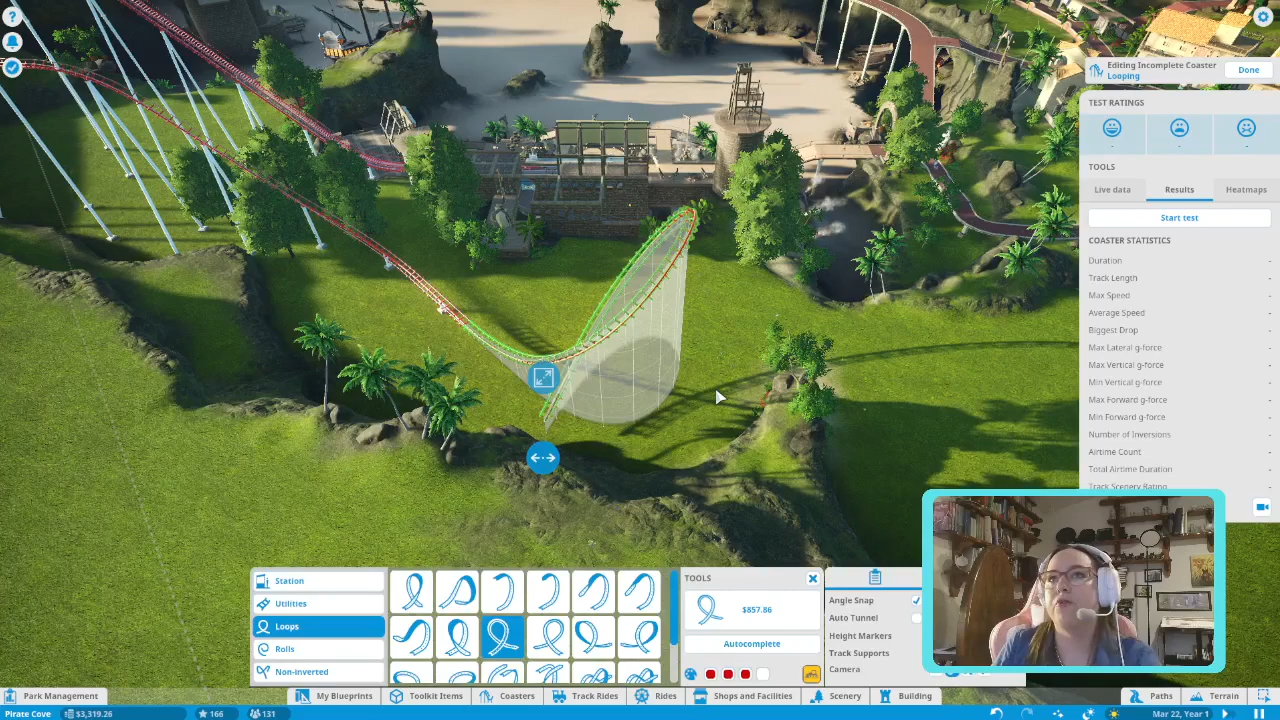 ?
Editing Incomplete Coaster
Looping
Done
TEST RATINGS
- - -
TOOLS
Live data Results Heatmaps
Start test
COASTER STATISTICS
Duration -
Track Length -
Max Speed -
Average Speed -
Biggest Drop -
Max Lateral g-force -
Max Vertical g-force -
Min Vertical g-force -
Max Forward g-force -
Min Forward g-force -
Number of Inversions -
Airtime Count -
Total Airtime Duration -
Track Scenery Rating -
Station
Utilities
Loops
Rolls
Non-inverted
TOOLS
$857.86
Autocomplete
Angle Snap
Auto Tunnel
Height Markers
Track Supports
Camera
Park Management
My Blueprints
Toolkit Items
Coasters
Track Rides
Rides
Shops and Facilities
Scenery
Building
Paths
Terrain
Pirate Cove
$3,319.26
166
131
Mar 22, Year 1